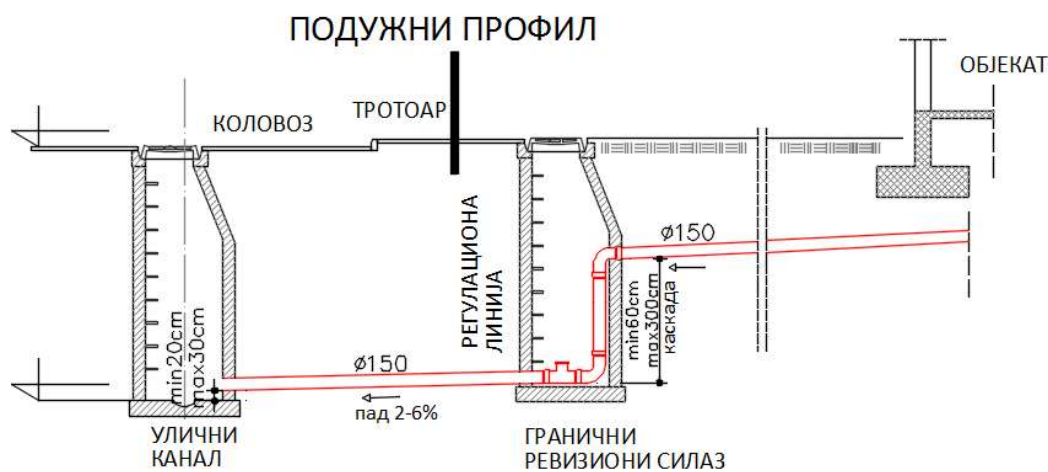 ПОДУЖНИ ПРОФИЛ
ОБЈЕКАТ
ТРОТОАР
КОЛОВОЗ
РЕГУЛАЦИОНА
ЛИНИЈА
ø150
min60cm
max300cm
каскада
min20cm
max30cm
ø150
пад 2-6%
УЛИЧНИ
КАНАЛ
ГРАНИЧНИ
РЕВИЗИОНИ СИЛАЗ